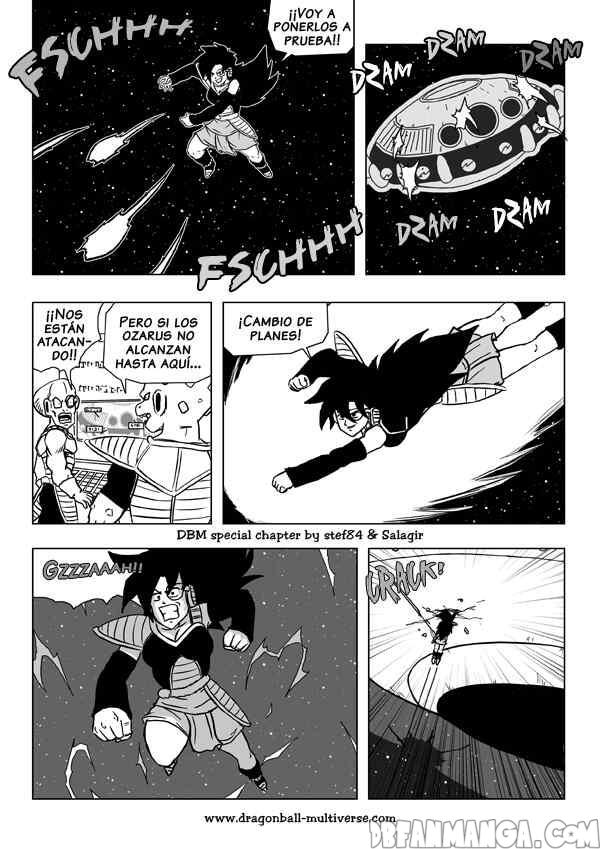 ¡¡VOY A
PONERLOS A
PRUEBA!!
FSCHHH
FSCHHH
DZAM
DZAM
DZAM
DZAM
DZAM
¡¡NOS
ESTÁN
ATACAN-
DO!!
PERO SI LOS
OZARUS NO
ALCANZAN
HASTA AQUÍ...
¡CAMBIO DE
PLANES!
DBM special chapter by stef84 & Salagir
GZZZAAAH!!
CRACK!
www.dragonball-multiverse.com
DBFANMANGA.COM